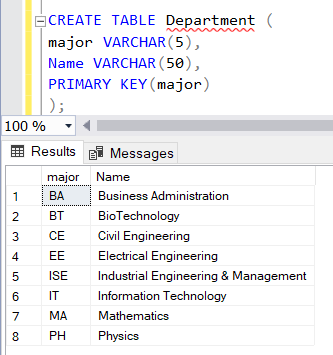 CREATE TABLE Department (
major VARCHAR(5),
Name VARCHAR(50),
PRIMARY KEY(major)
);
100 %
Results Messages
major Name
1 BA Business Administration
2 BT BioTechnology
3 CE Civil Engineering
4 EE Electrical Engineering
5 ISE Industrial Engineering & Management
6 IT Information Technology
7 MA Mathematics
8 PH Physics